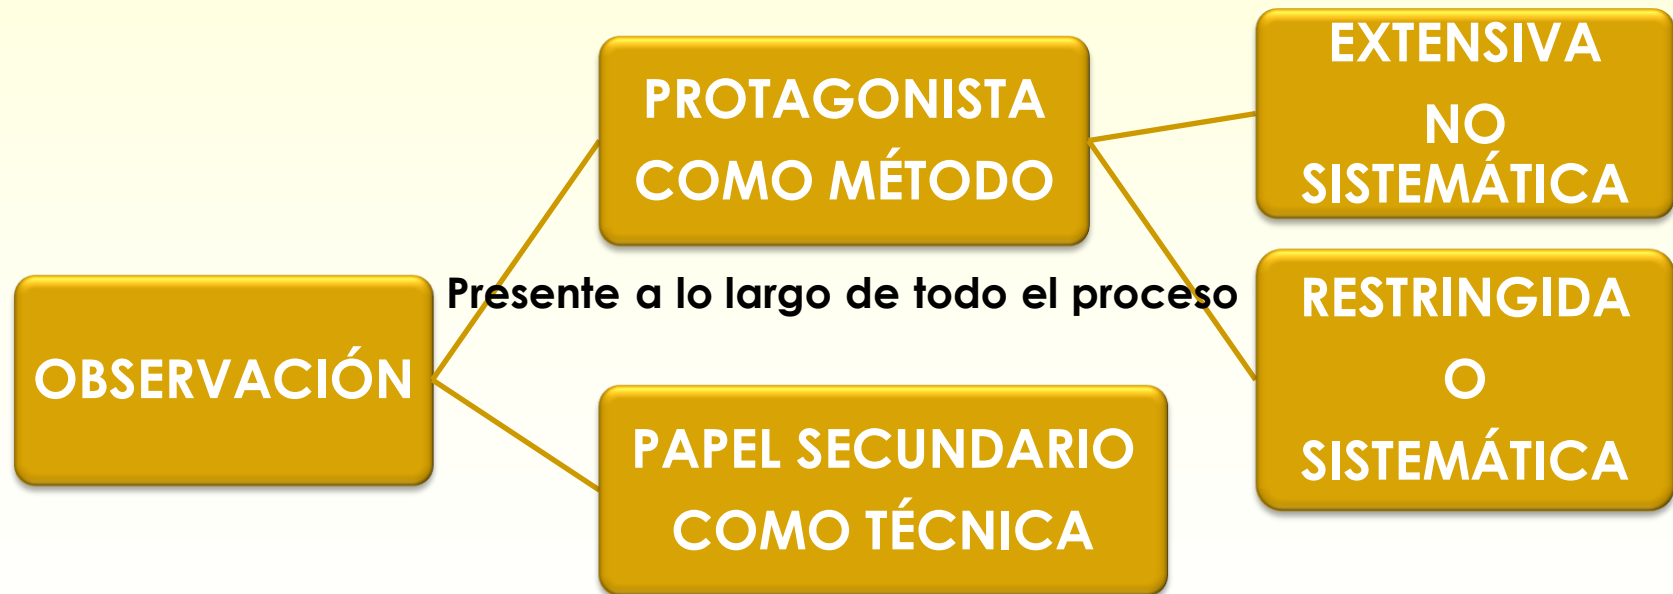 OBSERVACIÓN
PROTAGONISTA
COMO MÉTODO
Presente a lo largo de todo el proceso
PAPEL SECUNDARIO
COMO TÉCNICA
EXTENSIVA
NO
SISTEMÁTICA
RESTRINGIDA
O
SISTEMÁTICA